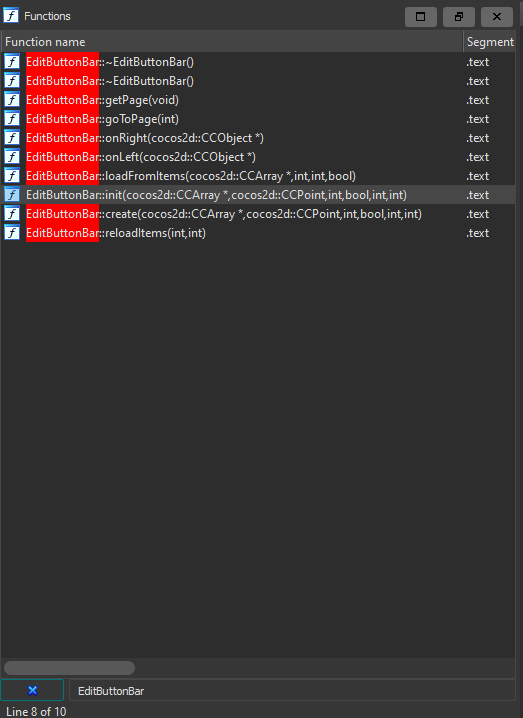 Functions
Function name Segment
EditButtonBar::~EditButtonBar() .text
EditButtonBar::~EditButtonBar() .text
EditButtonBar::getPage(void) .text
EditButtonBar::goToPage(int) .text
EditButtonBar::onRight(cocos2d::CCObject *) .text
EditButtonBar::onLeft(cocos2d::CCObject *) .text
EditButtonBar::loadFromItems(cocos2d::CCArray *,int,int,bool) .text
EditButtonBar::init(cocos2d::CCArray *,cocos2d::CCPoint,int,bool,int,int) .text
EditButtonBar::create(cocos2d::CCArray *,cocos2d::CCPoint,int,bool,int,int) .text
EditButtonBar::reloadItems(int,int) .text
EditButtonBar
Line 8 of 10